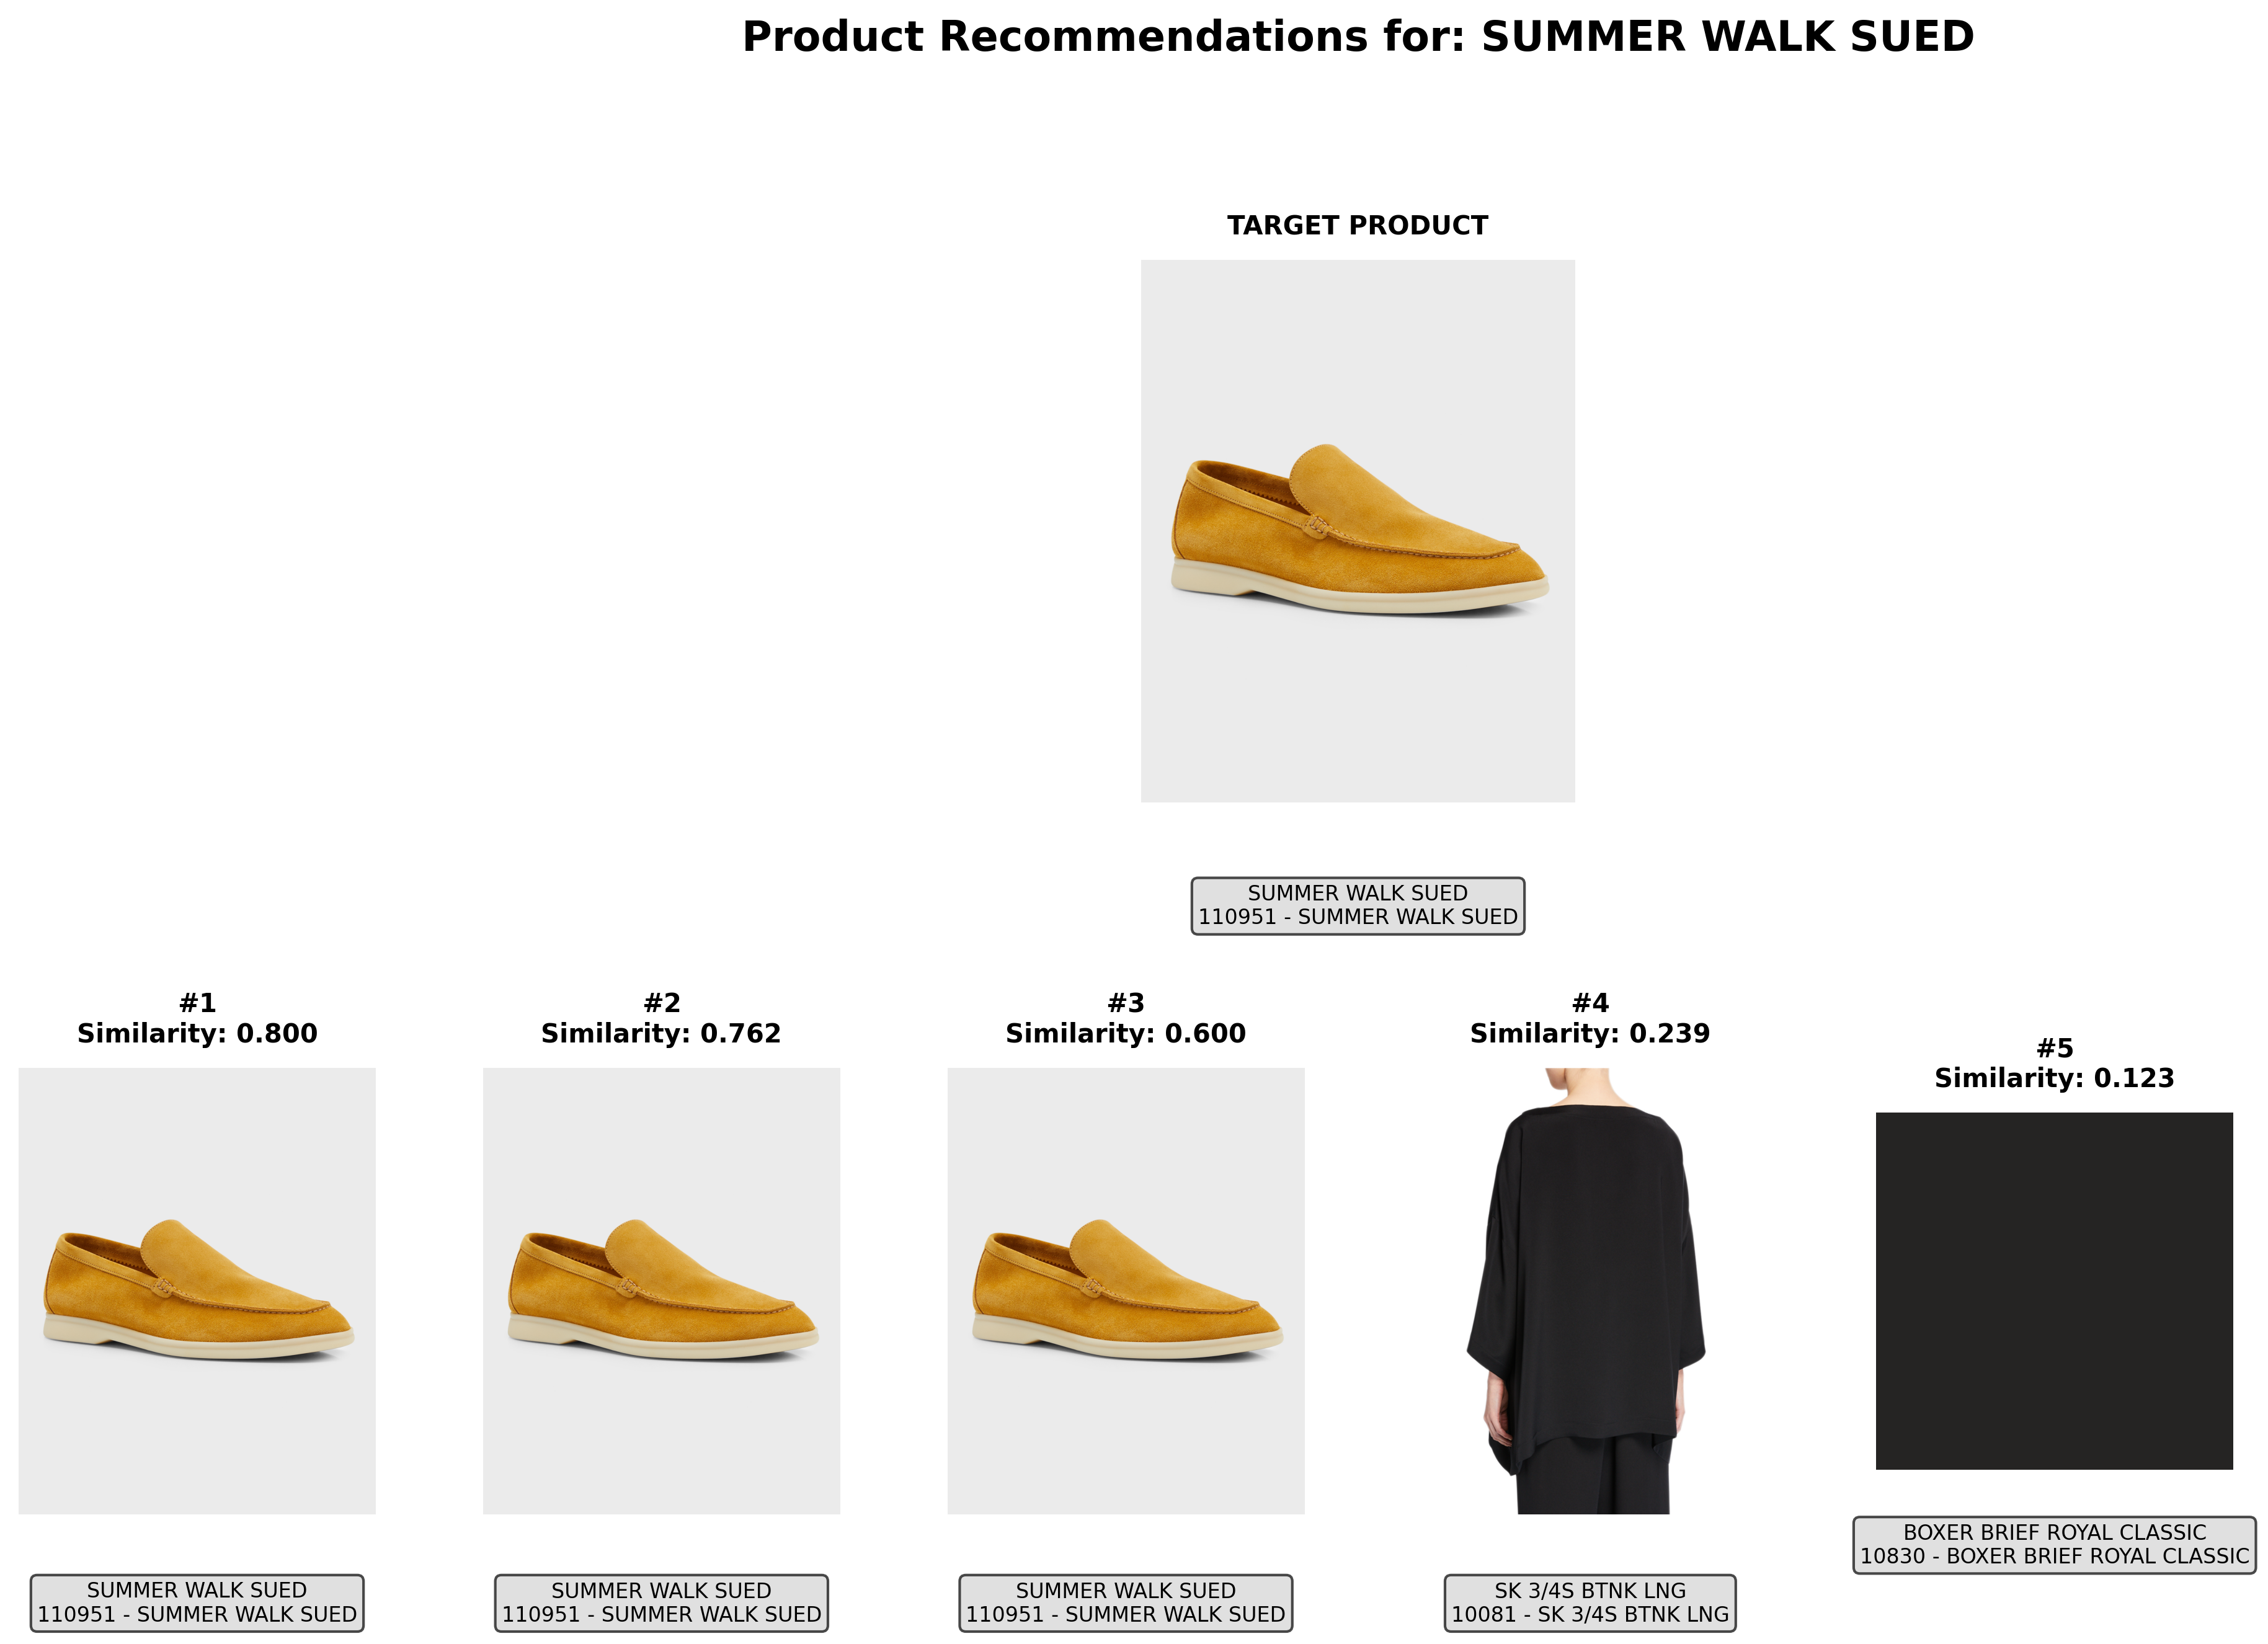 Product Recommendations for: SUMMER WALK SUED
TARGET PRODUCT
SUMMER WALK SUED
110951 - SUMMER WALK SUED
#1
Similarity: 0.800
SUMMER WALK SUED
110951 - SUMMER WALK SUED
#2
Similarity: 0.762
SUMMER WALK SUED
110951 - SUMMER WALK SUED
#3
Similarity: 0.600
SUMMER WALK SUED
110951 - SUMMER WALK SUED
#4
Similarity: 0.239
SK 3/4S BTNK LNG
10081 - SK 3/4S BTNK LNG
#5
Similarity: 0.123
BOXER BRIEF ROYAL CLASSIC
10830 - BOXER BRIEF ROYAL CLASSIC